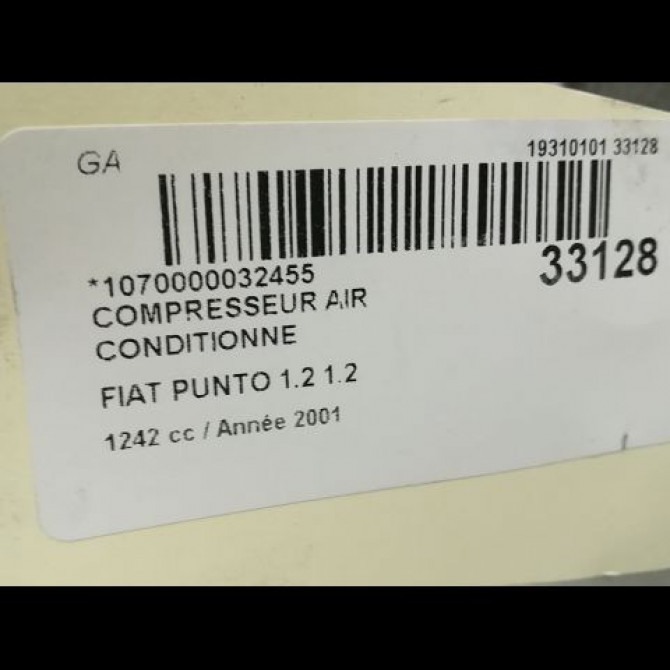 GA
19310101 33128
*1070000032455
33128
COMPRESSEUR AIR
CONDITIONNE
FIAT PUNTO 1.2 1.2
1242 cc / Année 2001